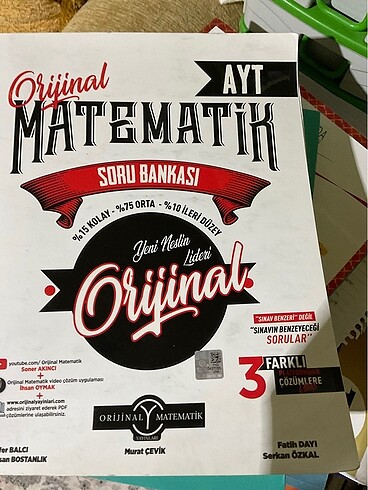 AYT
Orijinal
MATEMATİK
SORU BANKASI
%15 KOLAY - %75 ORTA - %10 İLERİ DÜZEY
Yeni Neslin
Lideri
Orijinal
"SINAV BENZERİ" DEĞİL
"SINAVIN BENZEYECEĞİ
SORULAR"
3 FARKLI
PLATFORMDAN
ÇÖZÜMLERE
youtube.com/ Orijinal Matematik
Soner AKINCI
+
Orijinal Matematik video çözüm uygulaması
İhsan OYMAK
+
www.orijinalyayinlari.com
adresini ziyaret ederek PDF
çözümlerine ulaşabilirsiniz.
ORİJİNAL MATEMATİK
YAYINLARI
fer BALCI
san BOSTANLIK
Murat ÇEVİK
Fatih DAYI
Serkan ÖZKAL